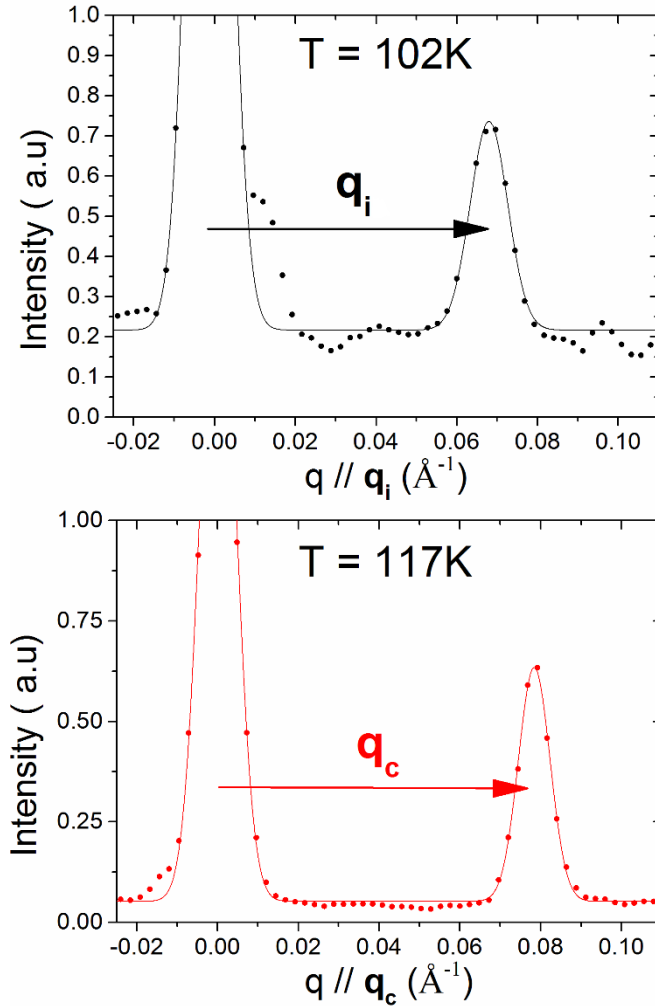 T = 102K
Intensity ( a.u)
1.0
0.9
0.8
0.7
0.6
0.5
0.4
0.3
0.2
0.1
0.0
q_i
-0.02 0.00 0.02 0.04 0.06 0.08 0.10
q // q_i (Å⁻¹)
T = 117K
Intensity ( a.u)
1.00
0.75
0.50
0.25
0.00
q_c
-0.02 0.00 0.02 0.04 0.06 0.08 0.10
q // q_c (Å⁻¹)